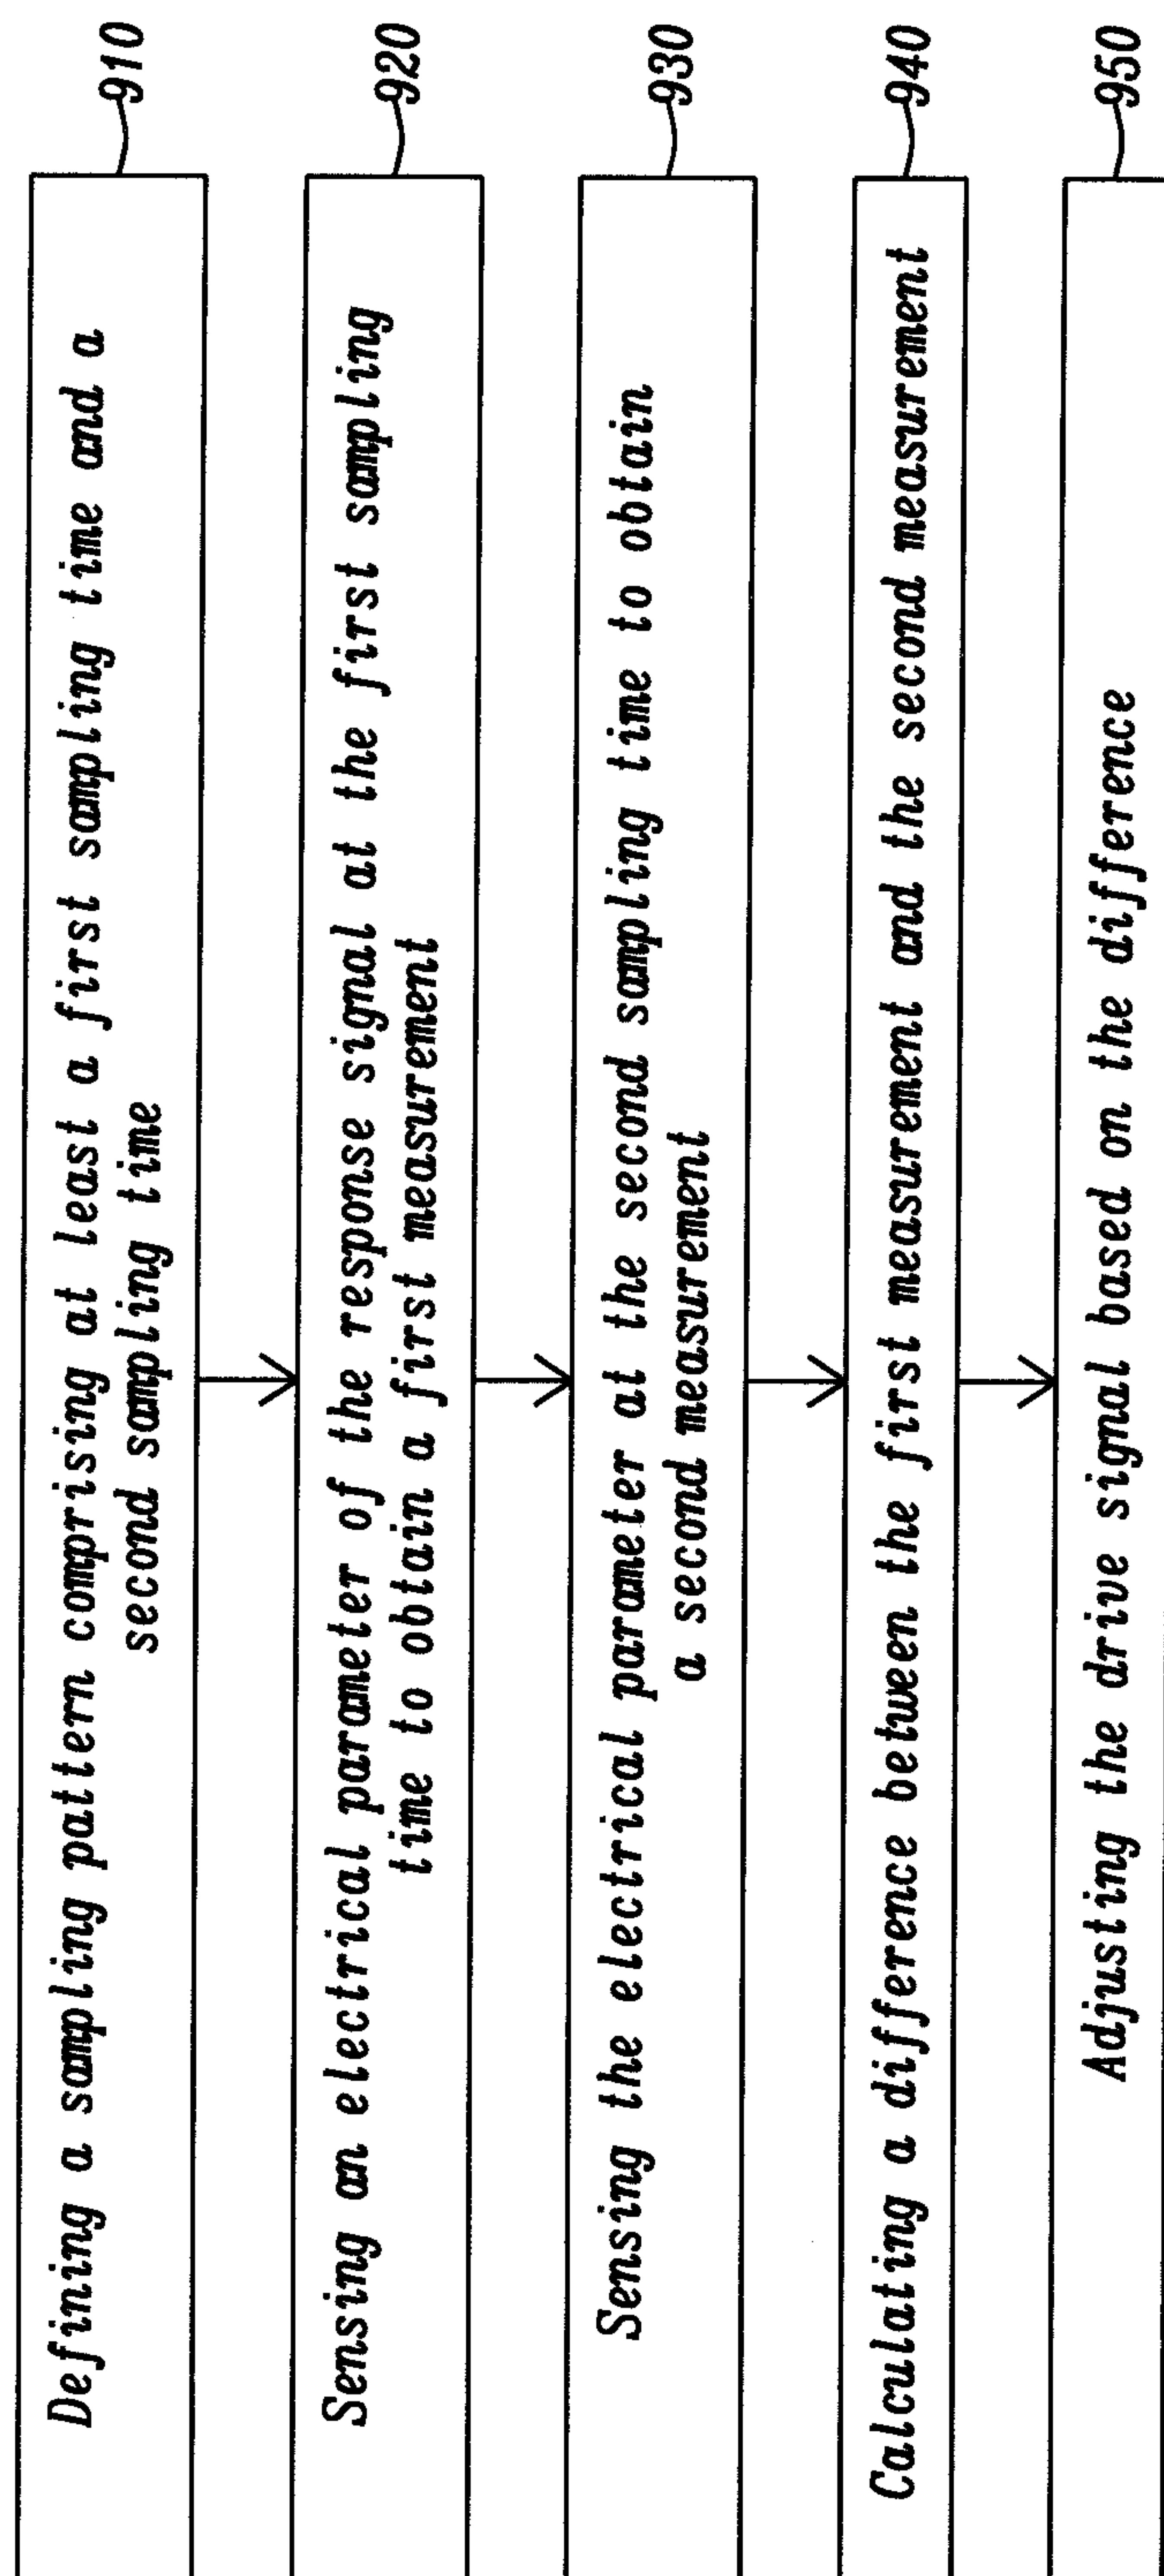 Defining a sampling pattern comprising at least a first sampling time and a
second sampling time
910
Sensing an electrical parameter of the response signal at the first sampling
time to obtain a first measurement
920
Sensing the electrical parameter at the second sampling time to obtain
a second measurement
930
Calculating a difference between the first measurement and the second measurement
940
Adjusting the drive signal based on the difference
950